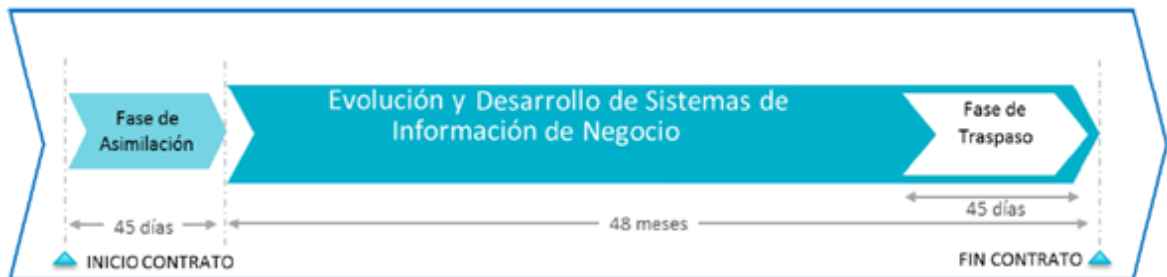 Fase de
Asimilación
Evolución y Desarrollo de Sistemas de
Información de Negocio
Fase de
Traspaso
45 días
48 meses
45 días
INICIO CONTRATO
FIN CONTRATO